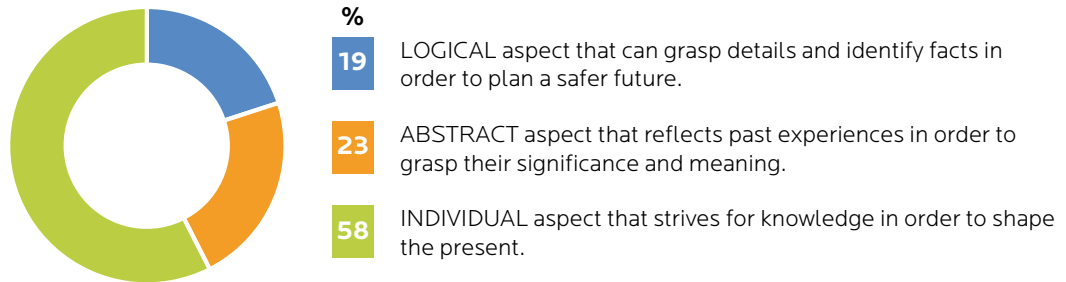 %
19
LOGICAL aspect that can grasp details and identify facts in
order to plan a safer future.
23
ABSTRACT aspect that reflects past experiences in order to
grasp their significance and meaning.
58
INDIVIDUAL aspect that strives for knowledge in order to shape
the present.